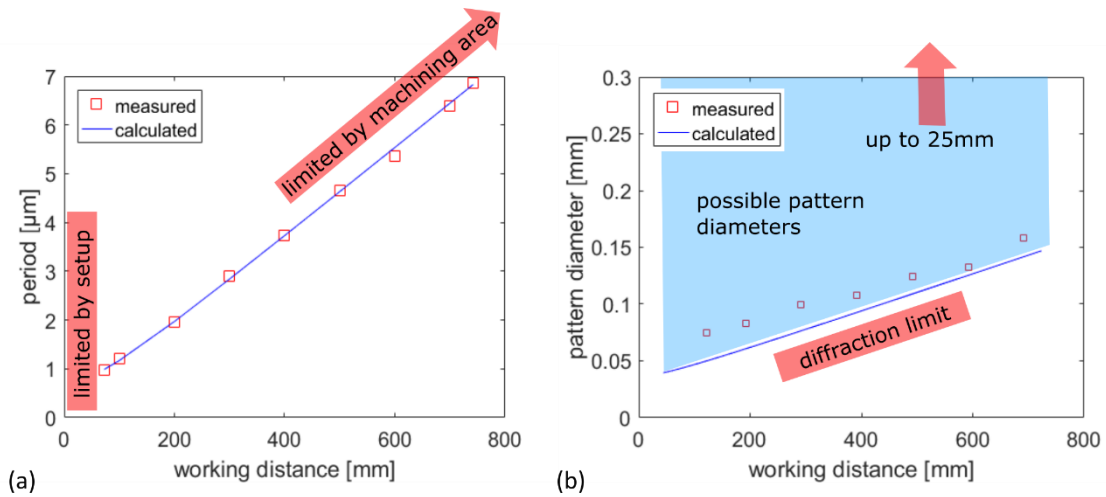 7
6
5
4
3
2
1
0
0
200
400
600
800
period [µm]
working distance [mm]
measured
calculated
limited by setup
limited by machining area
(a)
0.3
0.25
0.2
0.15
0.1
0.05
0
0
200
400
600
800
pattern diameter [mm]
working distance [mm]
measured
calculated
up to 25mm
possible pattern
diameters
diffraction limit
(b)